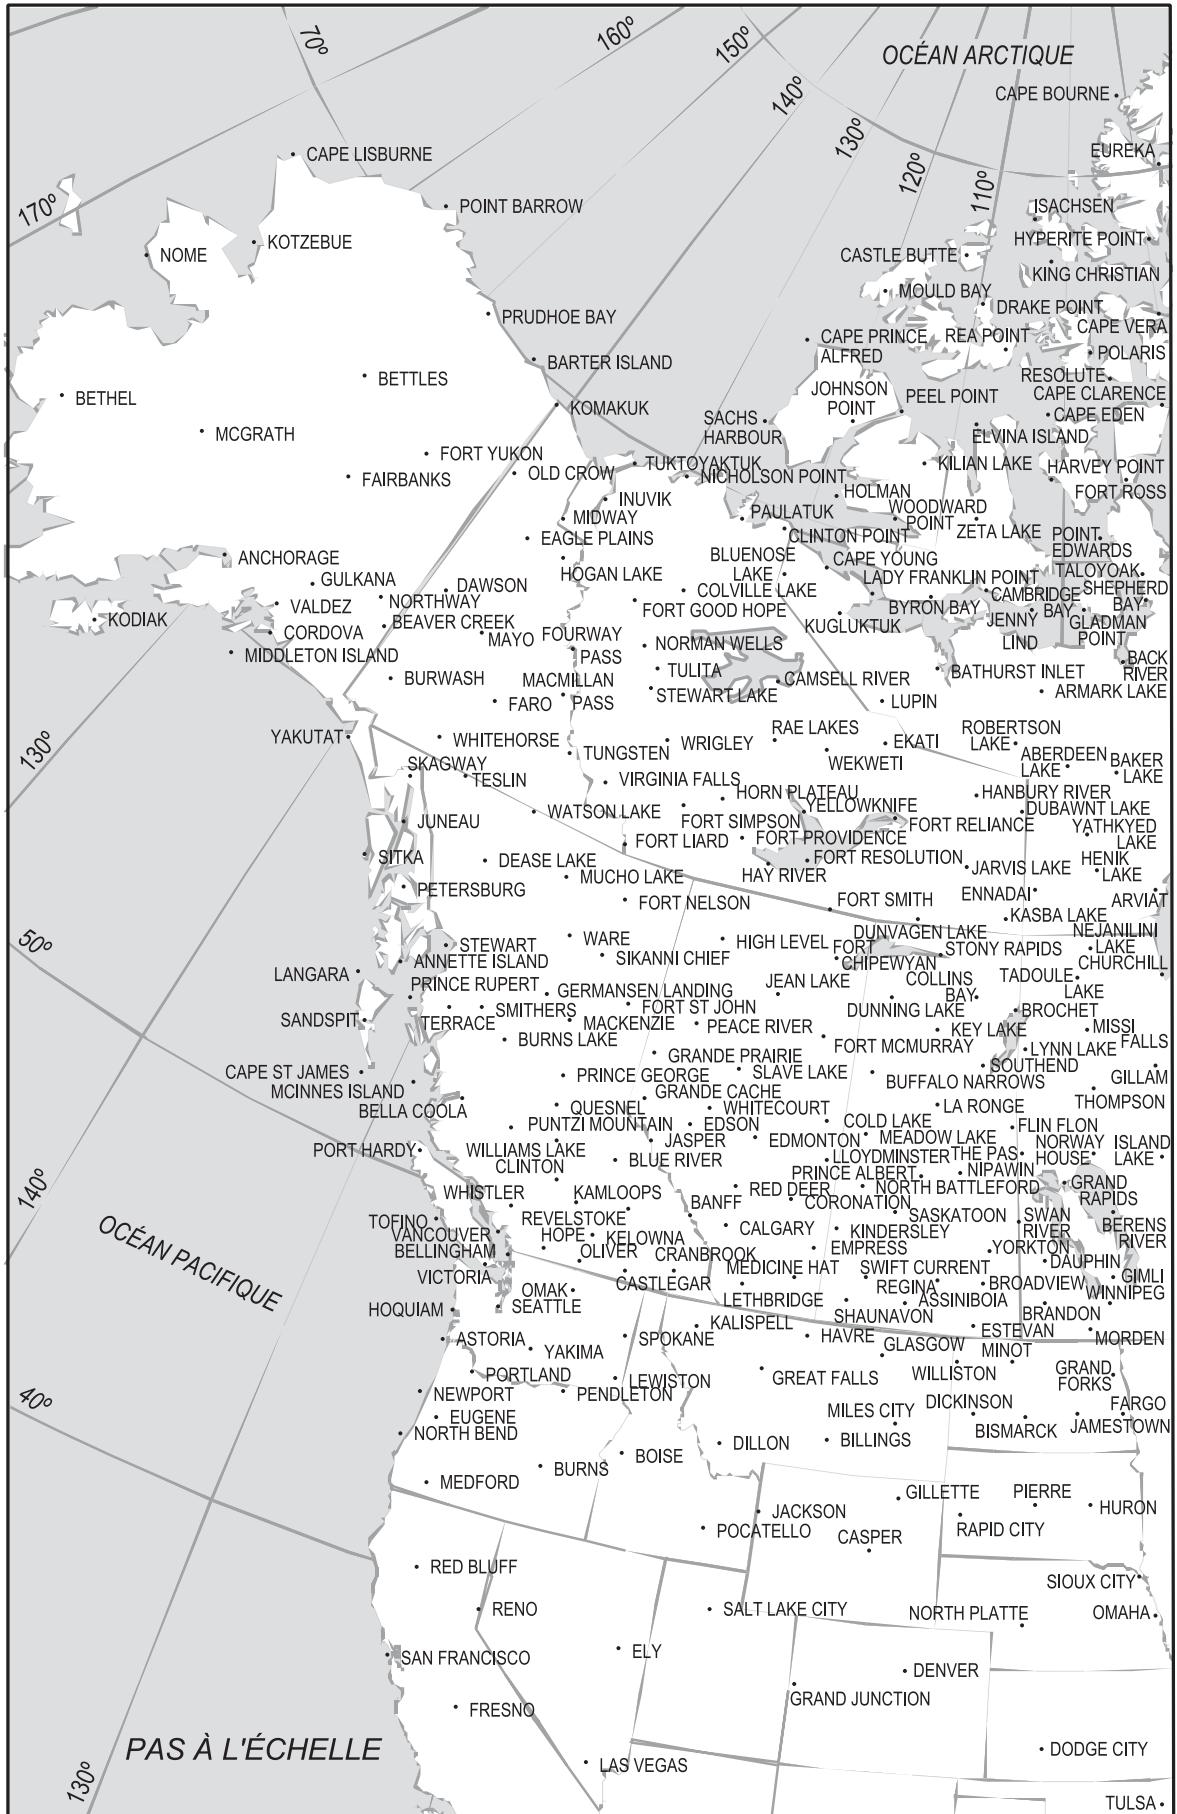 70º
160º
150º
OCÉAN ARCTIQUE
140º
CAPE BOURNE
130º
EUREKA
CAPE LISBURNE
120º
110º
170º
POINT BARROW
ISACHSEN
KOTZEBUE
HYPERITE POINT
NOME
CASTLE BUTTE
KING CHRISTIAN
MOULD BAY
DRAKE POINT
PRUDHOE BAY
CAPE VERA
CAPE PRINCE
ALFRED
REA POINT
BARTER ISLAND
POLARIS
BETTLES
RESOLUTE
JOHNSON
POINT
PEEL POINT
CAPE CLARENCE
BETHEL
KOMAKUK
SACHS
HARBOUR
CAPE EDEN
MCGRATH
ELVINA ISLAND
FORT YUKON
TUKTOYAKTUK
KILIAN LAKE
HARVEY POINT
FAIRBANKS
OLD CROW
NICHOLSON POINT
FORT ROSS
INUVIK
HOLMAN
MIDWAY
PAULATUK
WOODWARD
POINT
ZETA LAKE
POINT
EDWARDS
EAGLE PLAINS
CLINTON POINT
ANCHORAGE
BLUENOSE
LAKE
CAPE YOUNG
HOGAN LAKE
LADY FRANKLIN POINT
TALOYOAK
GULKANA
DAWSON
COLVILLE LAKE
CAMBRIDGE
BAY
SHEPHERD
BAY
VALDEZ
NORTHWAY
FORT GOOD HOPE
BYRON BAY
KODIAK
BEAVER CREEK
KUGLUKTUK
JENNY
LIND
GLADMAN
POINT
CORDOVA
MAYO
FOURWAY
PASS
NORMAN WELLS
MIDDLETON ISLAND
BACK
RIVER
BURWASH
MACMILLAN
PASS
TULITA
CAMSELL RIVER
BATHURST INLET
STEWART LAKE
ARMARK LAKE
FARO
LUPIN
130º
YAKUTAT
WHITEHORSE
TUNGSTEN
WRIGLEY
RAE LAKES
EKATI
ROBERTSON
LAKE
SKAGWAY
WEKWETI
ABERDEEN
LAKE
BAKER
LAKE
TESLIN
VIRGINIA FALLS
HORN PLATEAU
HANBURY RIVER
WATSON LAKE
YELLOWKNIFE
DUBAWNT LAKE
JUNEAU
FORT SIMPSON
FORT RELIANCE
YATHKYED
LAKE
FORT LIARD
FORT PROVIDENCE
SITKA
DEASE LAKE
FORT RESOLUTION
HENIK
LAKE
MUCHO LAKE
HAY RIVER
JARVIS LAKE
PETERSBURG
FORT NELSON
FORT SMITH
ENNADAI
ARVIAT
KASBA LAKE
50º
STEWART
WARE
HIGH LEVEL
DUNVAGEN LAKE
NEJANILINI
LAKE
FORT
CHIPEWYAN
STONY RAPIDS
ANNETTE ISLAND
SIKANNI CHIEF
CHURCHILL
LANGARA
JEAN LAKE
COLLINS
BAY
TADOULE
LAKE
PRINCE RUPERT
GERMANSEN LANDING
SANDSPIT
TERRACE
SMITHERS
FORT ST JOHN
DUNNING LAKE
BROCHET
MACKENZIE
PEACE RIVER
KEY LAKE
MISSI
FALLS
BURNS LAKE
FORT MCMURRAY
LYNN LAKE
GRANDE PRAIRIE
CAPE ST JAMES
PRINCE GEORGE
SLAVE LAKE
SOUTHEND
MCINNES ISLAND
BUFFALO NARROWS
GILLAM
GRANDE CACHE
BELLA COOLA
QUESNEL
WHITECOURT
LA RONGE
THOMPSON
PUNTZI MOUNTAIN
EDSON
COLD LAKE
FLIN FLON
PORT HARDY
WILLIAMS LAKE
JASPER
EDMONTON
MEADOW LAKE
NORWAY
HOUSE
ISLAND
LAKE
CLINTON
BLUE RIVER
LLOYDMINSTER
THE PAS
PRINCE ALBERT
NIPAWIN
140º
WHISTLER
KAMLOOPS
BANFF
RED DEER
NORTH BATTLEFORD
GRAND
RAPIDS
CORONATION
TOFINO
REVELSTOKE
SASKATOON
SWAN
RIVER
BERENS
RIVER
OCÉAN PACIFIQUE
VANCOUVER
HOPE
KELOWNA
CALGARY
KINDERSLEY
BELLINGHAM
OLIVER
CRANBROOK
EMPRESS
YORKTON
DAUPHIN
VICTORIA
CASTLEGAR
MEDICINE HAT
SWIFT CURRENT
GIMLI
OMAK
REGINA
BROADVIEW
WINNIPEG
HOQUIAM
SEATTLE
LETHBRIDGE
SHAUNAVON
ASSINIBOIA
BRANDON
KALISPELL
ESTEVAN
MORDEN
ASTORIA
YAKIMA
SPOKANE
HAVRE
GLASGOW
MINOT
PORTLAND
LEWISTON
GREAT FALLS
WILLISTON
GRAND
FORKS
40º
NEWPORT
PENDLETON
DICKINSON
FARGO
EUGENE
MILES CITY
BISMARCK
JAMESTOWN
NORTH BEND
DILLON
BILLINGS
BOISE
MEDFORD
BURNS
GILLETTE
PIERRE
HURON
JACKSON
POCATELLO
CASPER
RAPID CITY
RED BLUFF
SIOUX CITY
RENO
SALT LAKE CITY
NORTH PLATTE
OMAHA
SAN FRANCISCO
ELY
DENVER
GRAND JUNCTION
FRESNO
PAS À L'ÉCHELLE
DODGE CITY
LAS VEGAS
130º
TULSA